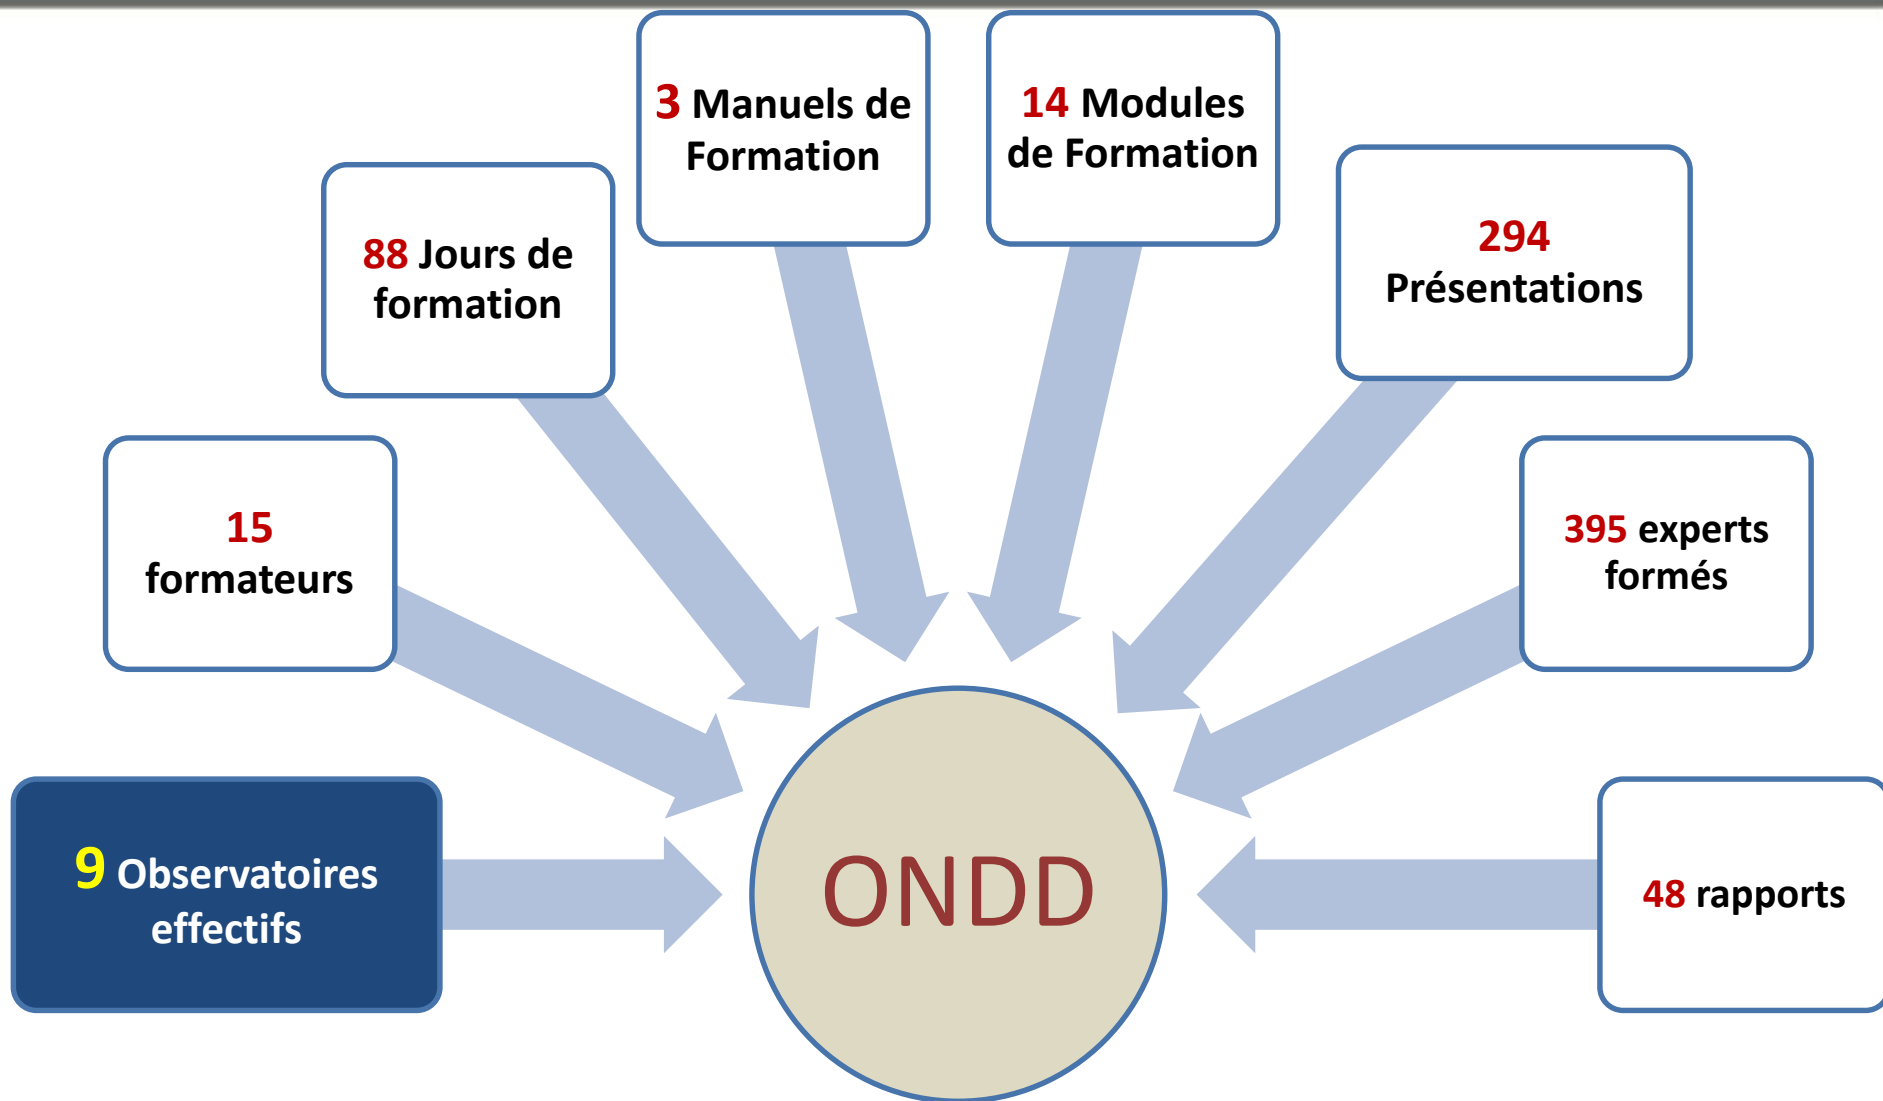 3 Manuels de
Formation
14 Modules
de Formation
88 Jours de
formation
294
Présentations
15
formateurs
395 experts
formés
9 Observatoires
effectifs
ONDD
48 rapports